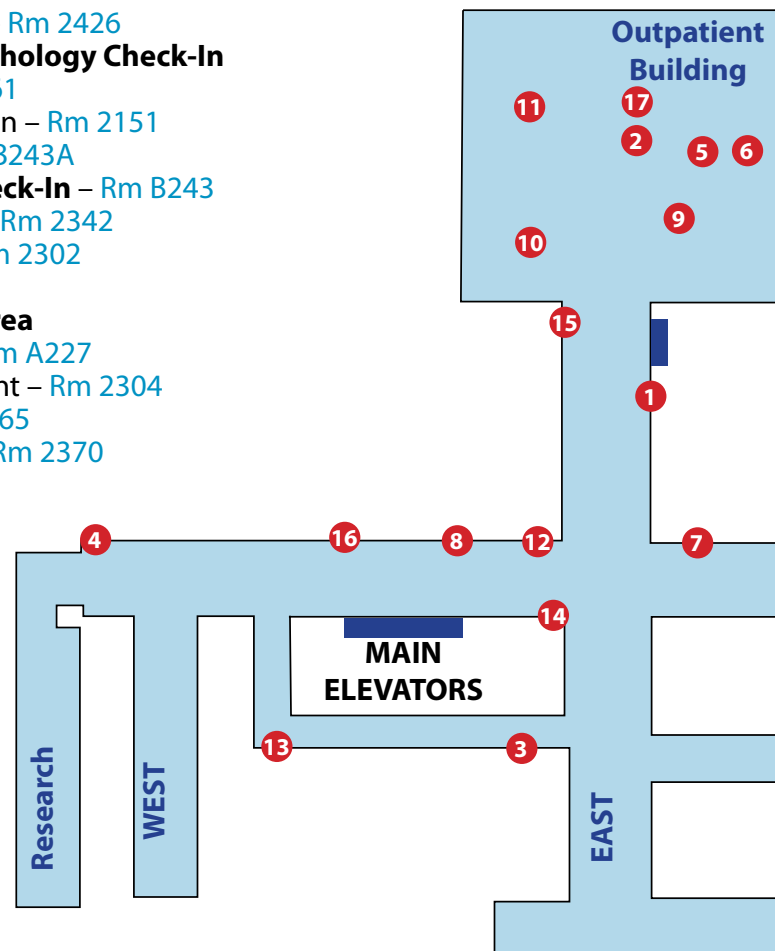 Rm 2426
hology Check-In
n – Rm 2151
3243A
eck-In – Rm B243
Rm 2342
2302
ea
A227
nt – Rm 2304
65
Rm 2370
Outpatient
Building
11
17
2
5
6
9
10
15
1
4
16
8
12
7
14
MAIN
ELEVATORS
13
3
Research
WEST
EAST